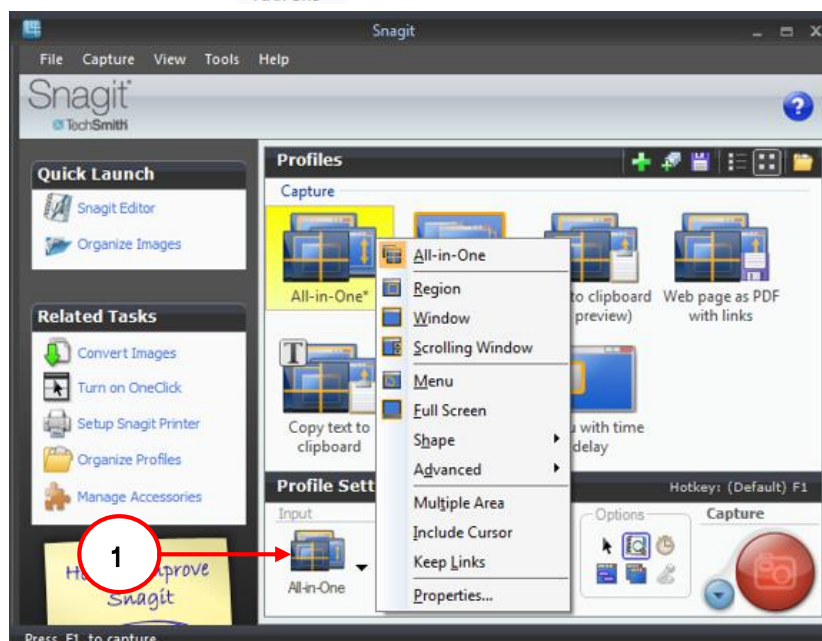 Snagit
File Capture View Tools Help
Snagit
TechSmith
?
Quick Launch
Snagit Editor
Organize Images
Related Tasks
Convert Images
Turn on OneClick
Setup Snagit Printer
Organize Profiles
Manage Accessories
Snagit
Profiles
Capture
All-in-One*
to clipboard
preview)
Web page as PDF
with links
T
Copy text to
clipboard
with time
delay
All-in-One
Region
Window
Scrolling Window
Menu
Full Screen
Shape
Advanced
Multiple Area
Include Cursor
Keep Links
Properties...
Profile Sett
Hotkey: (Default) F1
Input
1
All-in-One
Options
Capture
Press F1 to capture